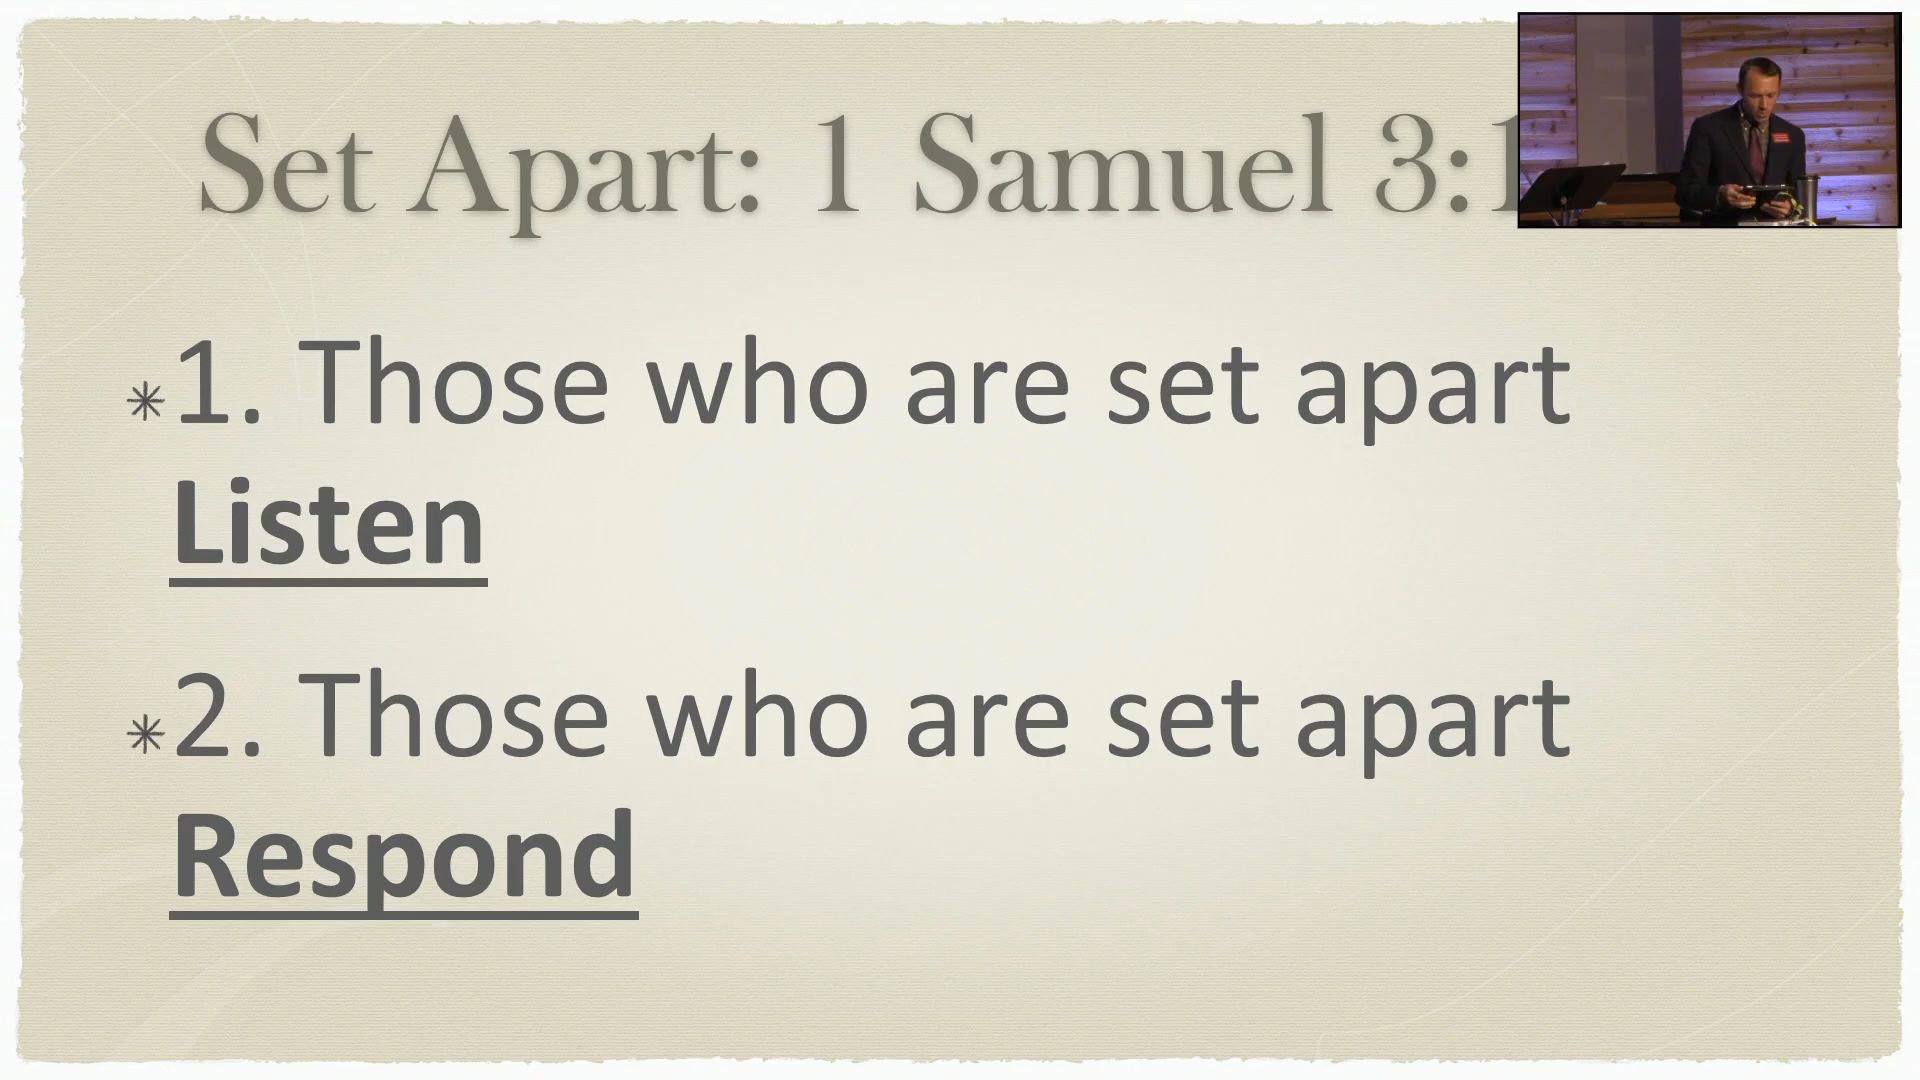 Set Apart: 1 Samuel 3:1
1. Those who are set apart
Listen
2. Those who are set apart
Respond